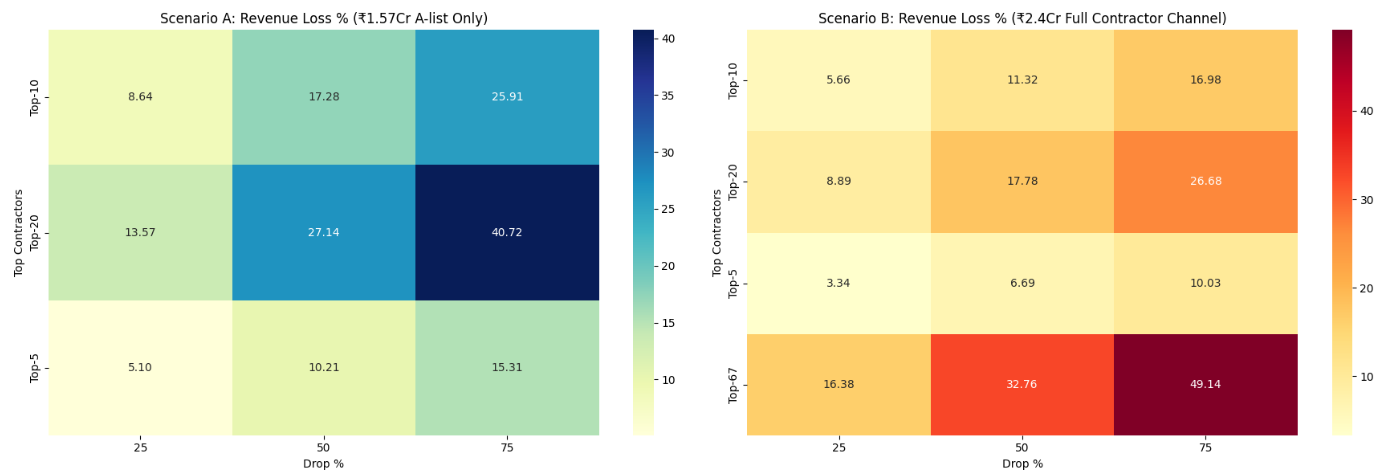 Scenario A: Revenue Loss % (₹1.57Cr A-list Only)
Top Contractors
Top-10
8.64 17.28 25.91
Top-20
13.57 27.14 40.72
Top-5
5.10 10.21 15.31
25 50 75
Drop %
40
35
30
25
20
15
10
Scenario B: Revenue Loss % (₹2.4Cr Full Contractor Channel)
Top Contractors
Top-10
5.66 11.32 16.98
Top-20
8.89 17.78 26.68
Top-5
3.34 6.69 10.03
Top-67
16.38 32.76 49.14
25 50 75
Drop %
40
30
20
10